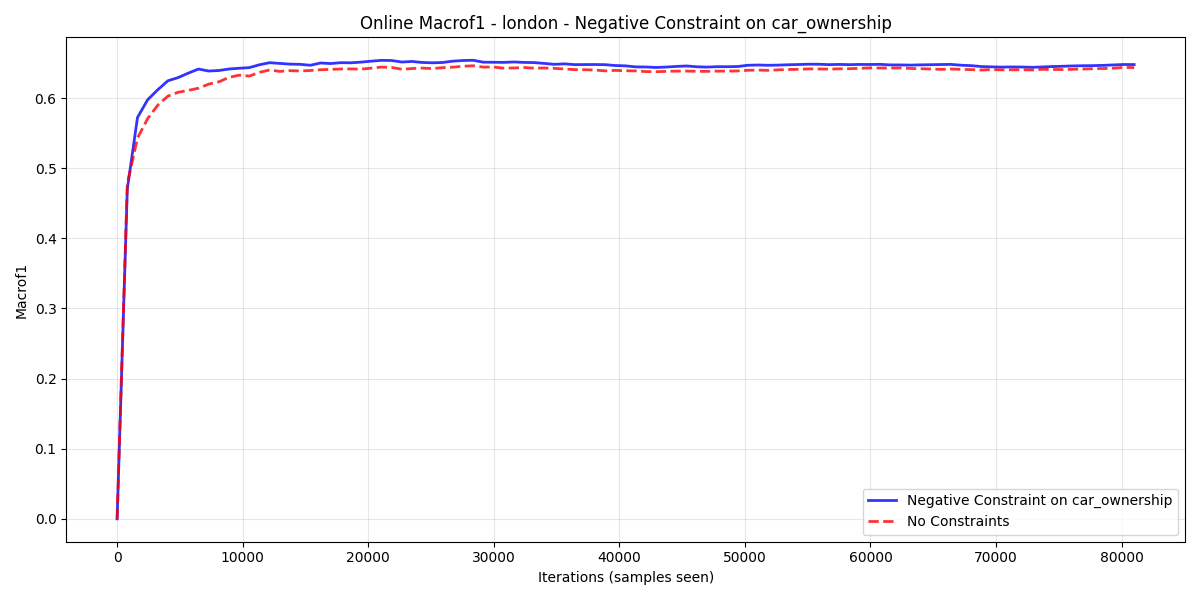 Online Macrof1 - london - Negative Constraint on car_ownership
Macrof1
0.6
0.5
0.4
0.3
0.2
0.1
0.0
0 10000 20000 30000 40000 50000 60000 70000 80000
Iterations (samples seen)
Negative Constraint on car_ownership
No Constraints